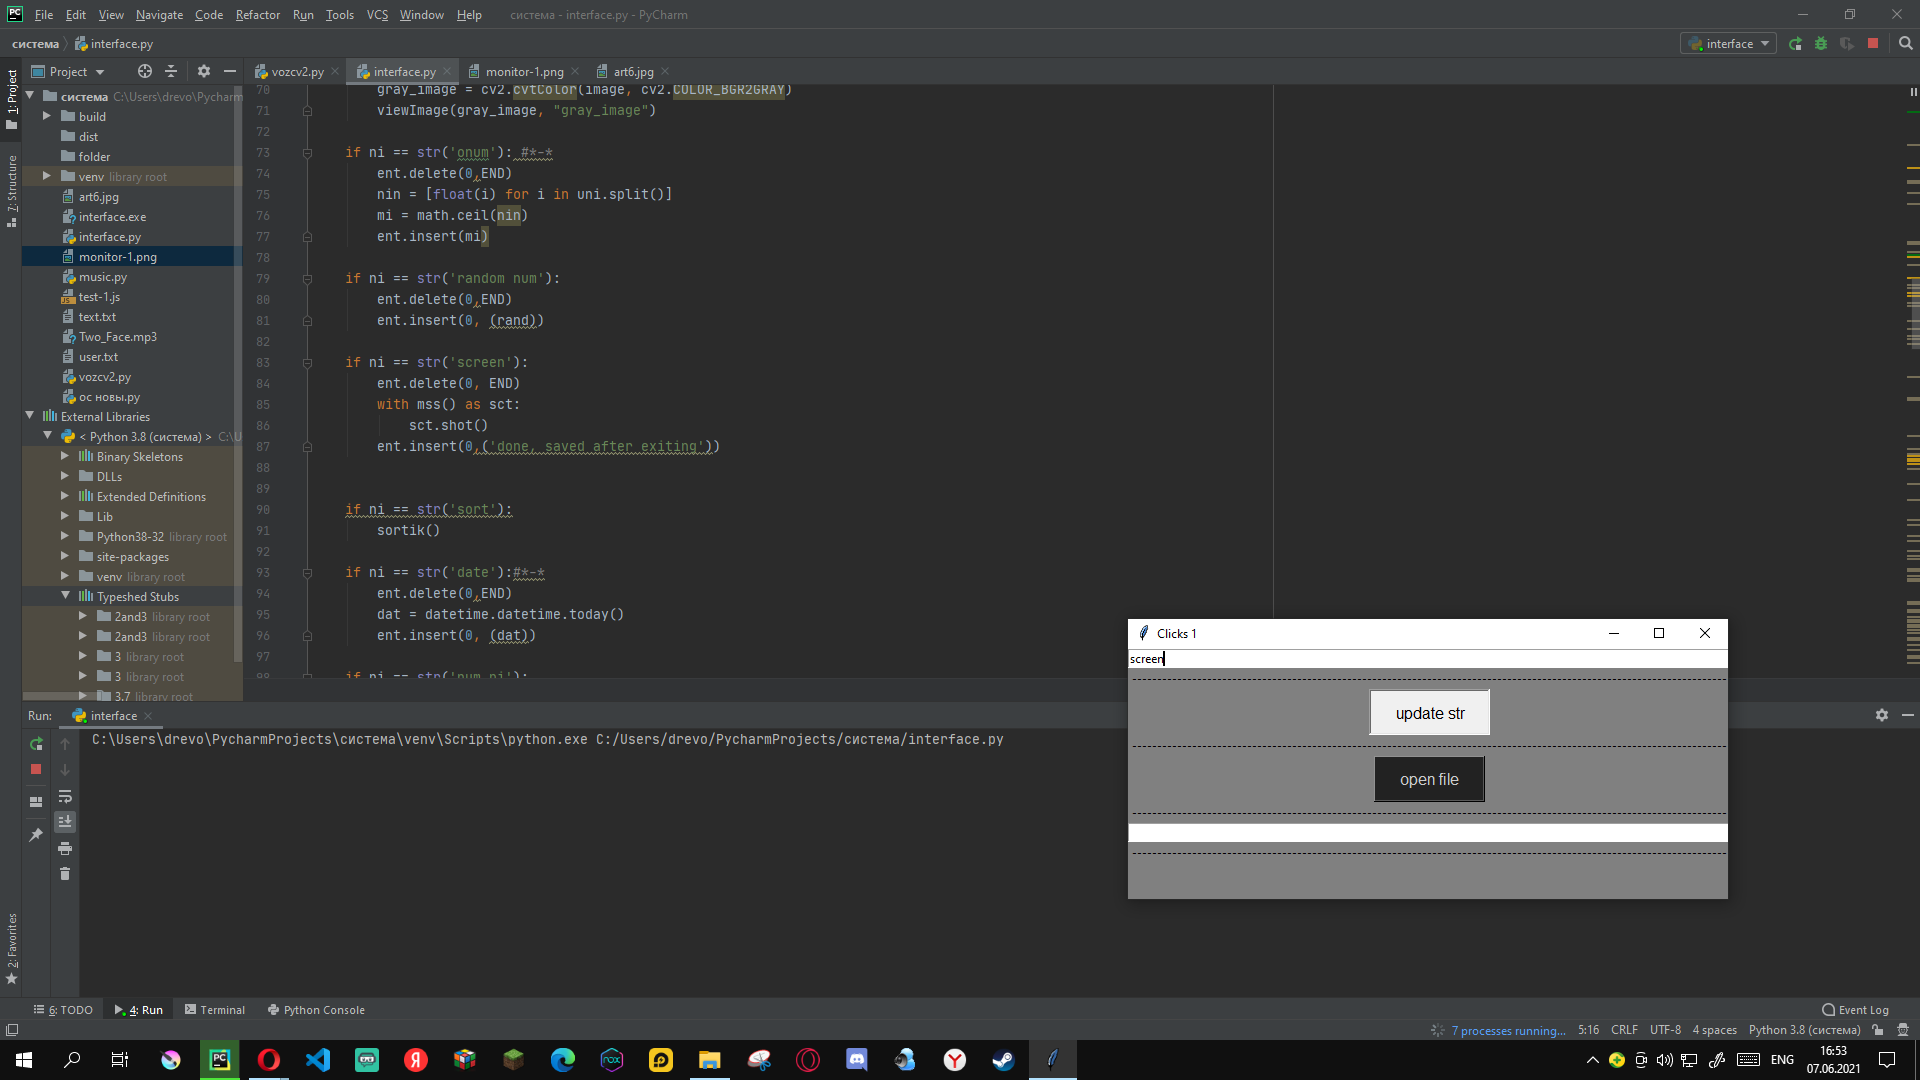 File Edit View Navigate Code Refactor Run Tools VCS Window Help система - interface.py - PyCharm
система interface.py interface
Project vozcv2.py interface.py monitor-1.png art6.jpg
1: Project
7: Structure
2: Favorites
система C:\Users\drevo\Pycharm
build
dist
folder
venv library root
art6.jpg
interface.exe
interface.py
monitor-1.png
music.py
test-1.js
text.txt
Two_Face.mp3
user.txt
vozcv2.py
ос новы.py
External Libraries
< Python 3.8 (система) > C:\U
Binary Skeletons
DLLs
Extended Definitions
Lib
Python38-32 library root
site-packages
venv library root
Typeshed Stubs
2and3 library root
2and3 library root
3 library root
3 library root
3.7 library root
70 gray_image = cv2.cvtColor(image, cv2.COLOR_BGR2GRAY)
71 viewImage(gray_image, "gray_image")
72
73 if ni == str('onum'): #*-*
74 ent.delete(0,END)
75 nin = [float(i) for i in uni.split()]
76 mi = math.ceil(nin)
77 ent.insert(mi)
78
79 if ni == str('random num'):
80 ent.delete(0,END)
81 ent.insert(0, (rand))
82
83 if ni == str('screen'):
84 ent.delete(0, END)
85 with mss() as sct:
86 sct.shot()
87 ent.insert(0,('done, saved after exiting'))
88
89
90 if ni == str('sort'):
91 sortik()
92
93 if ni == str('date'):#*-*
94 ent.delete(0,END)
95 dat = datetime.datetime.today()
96 ent.insert(0, (dat))
97
98 if ni == str('num pi'):
Clicks 1
screen
update str
open file
Run: interface
C:\Users\drevo\PycharmProjects\система\venv\Scripts\python.exe C:/Users/drevo/PycharmProjects/система/interface.py
6: TODO 4: Run Terminal Python Console Event Log
7 processes running... 5:16 CRLF UTF-8 4 spaces Python 3.8 (система)
ENG 16:53
07.06.2021